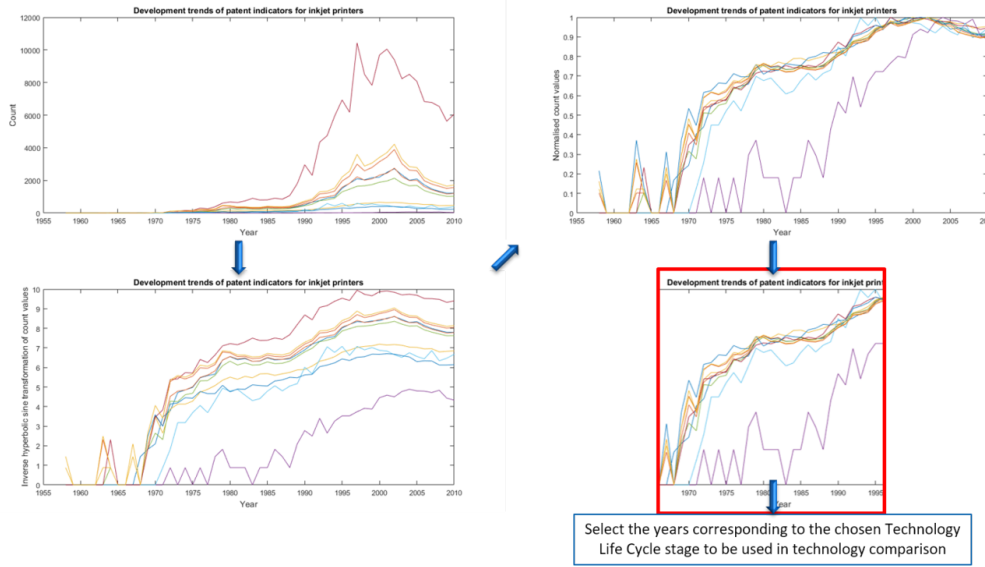 Development trends of patent indicators for inkjet printers
12000
10000
8000
6000
4000
2000
0
Count
1955 1960 1965 1970 1975 1980 1985 1990 1995 2000 2005 2010
Year
Development trends of patent indicators for inkjet printers
1
0.9
0.8
0.7
0.6
0.5
0.4
0.3
0.2
0.1
0
Normalised count values
1955 1960 1965 1970 1975 1980 1985 1990 1995 2000 2005 20
Year
Development trends of patent indicators for inkjet printers
10
9
8
7
6
5
4
3
2
1
0
Inverse hyperbolic sine transformation of count values
1955 1960 1965 1970 1975 1980 1985 1990 1995 2000 2005 2010
Year
Development trends of patent indicators for inkjet print
1970 1975 1980 1985 1990 1995
Year
Select the years corresponding to the chosen Technology
Life Cycle stage to be used in technology comparison